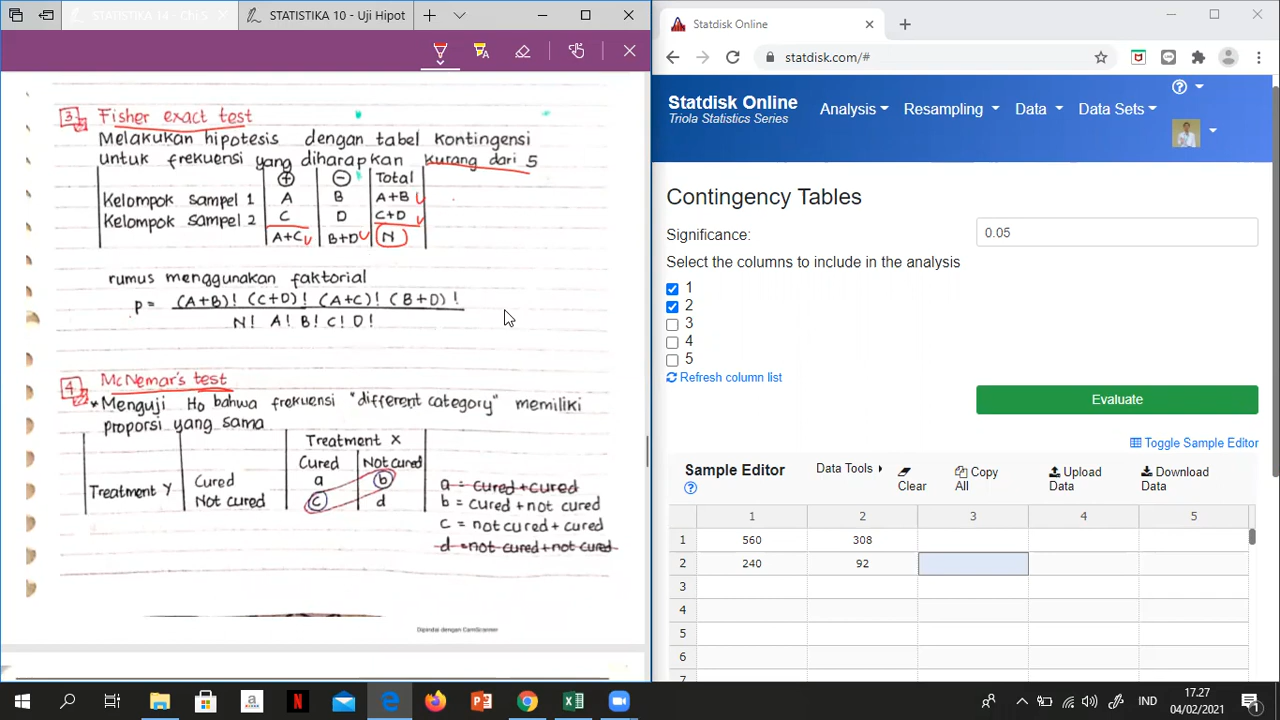 STATISTIKA 14 - Chi S
STATISTIKA 10 - Uji Hipot
3 Fisher exact test
Melakukan hipotesis dengan tabel kontingensi
untuk frekuensi yang diharapkan kurang dari 5
+ - Total
Kelompok sampel 1 A B A+B
Kelompok sampel 2 C D C+D
A+C B+D N
rumus menggunakan faktorial
p = (A+B)! (C+D)! (A+C)! (B+D)!
N! A! B! C! D!
4 McNemar's test
* Menguji Ho bahwa frekuensi "different category" memiliki
proporsi yang sama
Treatment X
Cured Not cured
Treatment Y Cured a b
Not cured c d
a = cured+cured
b = cured+not cured
c = not cured+cured
d = not cured+not cured
Dipindai dengan CamScanner
Statdisk Online
statdisk.com/#
Statdisk Online
Triola Statistics Series
Analysis Resampling Data Data Sets
Contingency Tables
Significance: 0.05
Select the columns to include in the analysis
1
2
3
4
5
Refresh column list
Evaluate
Toggle Sample Editor
Sample Editor Data Tools Clear Copy All Upload Data Download Data
1 2 3 4 5
1 560 308
2 240 92
3
4
5
6
7
IND
17.27
04/02/2021